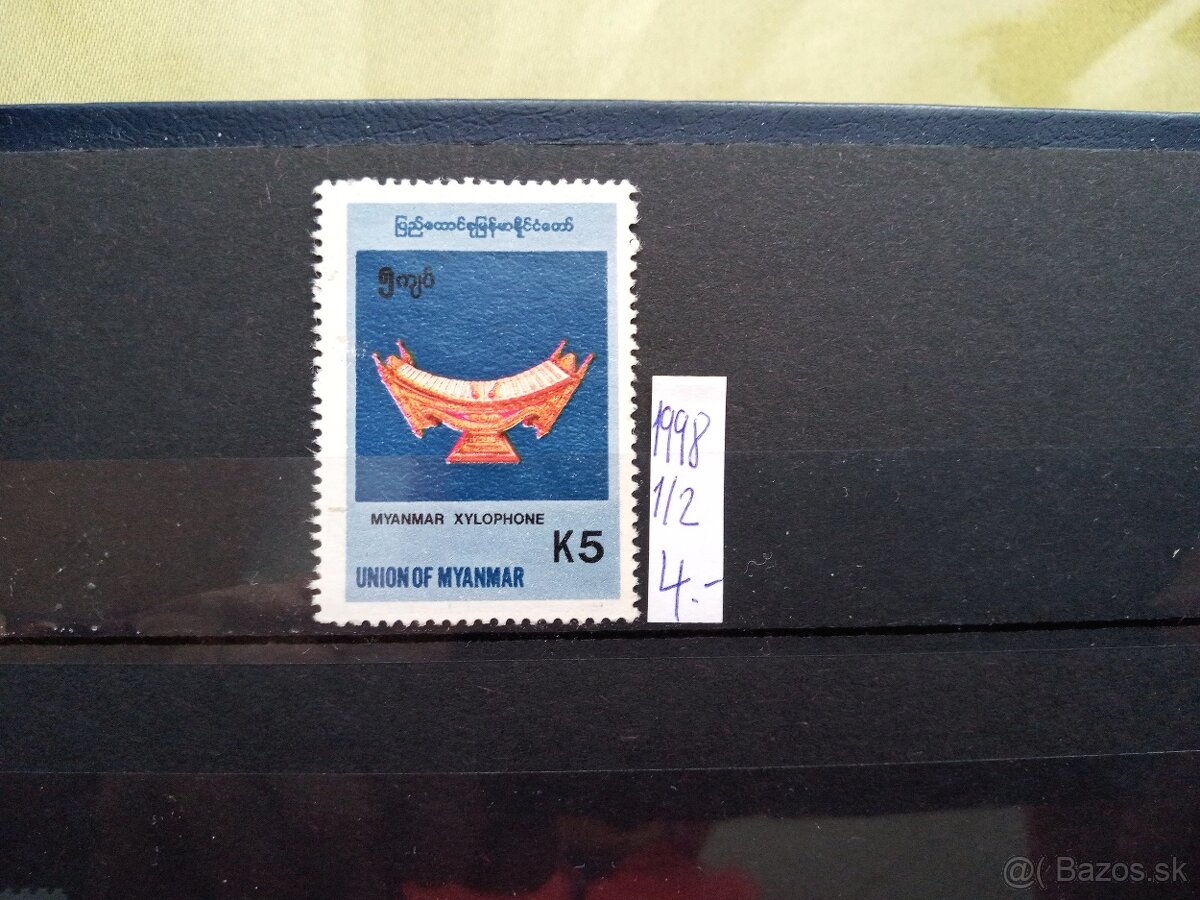 ပြည်ထောင်စုမြန်မာနိုင်ငံတော်
၅ကျပ်
MYANMAR XYLOPHONE
K5
UNION OF MYANMAR
1998
1/2
4.-
@( Bazos.sk